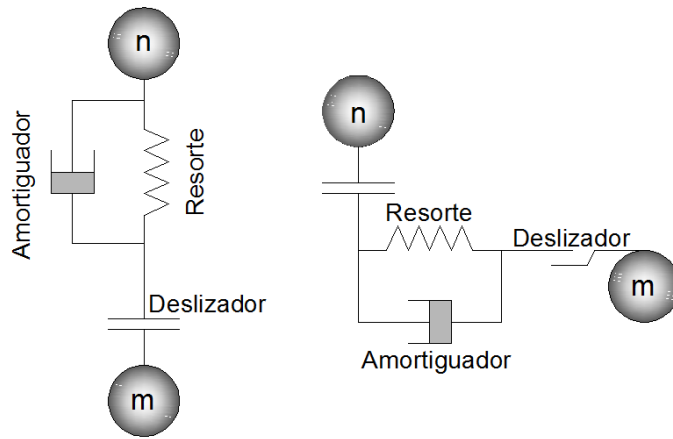 n
Amortiguador
Resorte
Deslizador
m
n
Resorte
Deslizador
m
Amortiguador